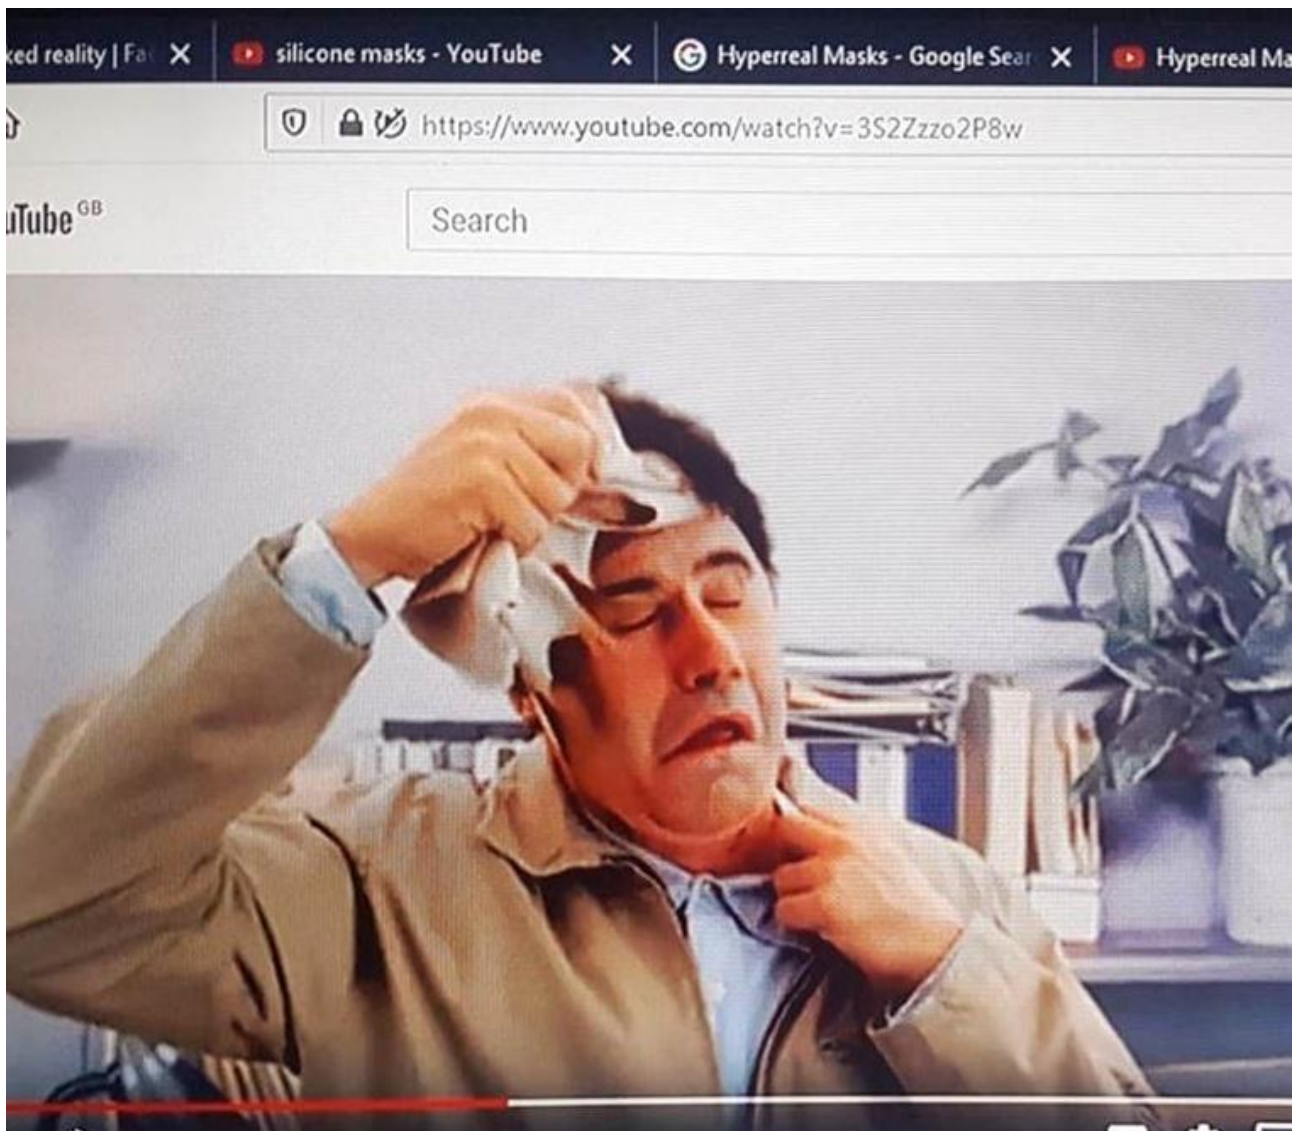 ked reality | Fa
silicone masks - YouTube
Hyperreal Masks - Google Sear
Hyperreal Ma
https://www.youtube.com/watch?v=3S2Zzzo2P8w
uTube GB
Search